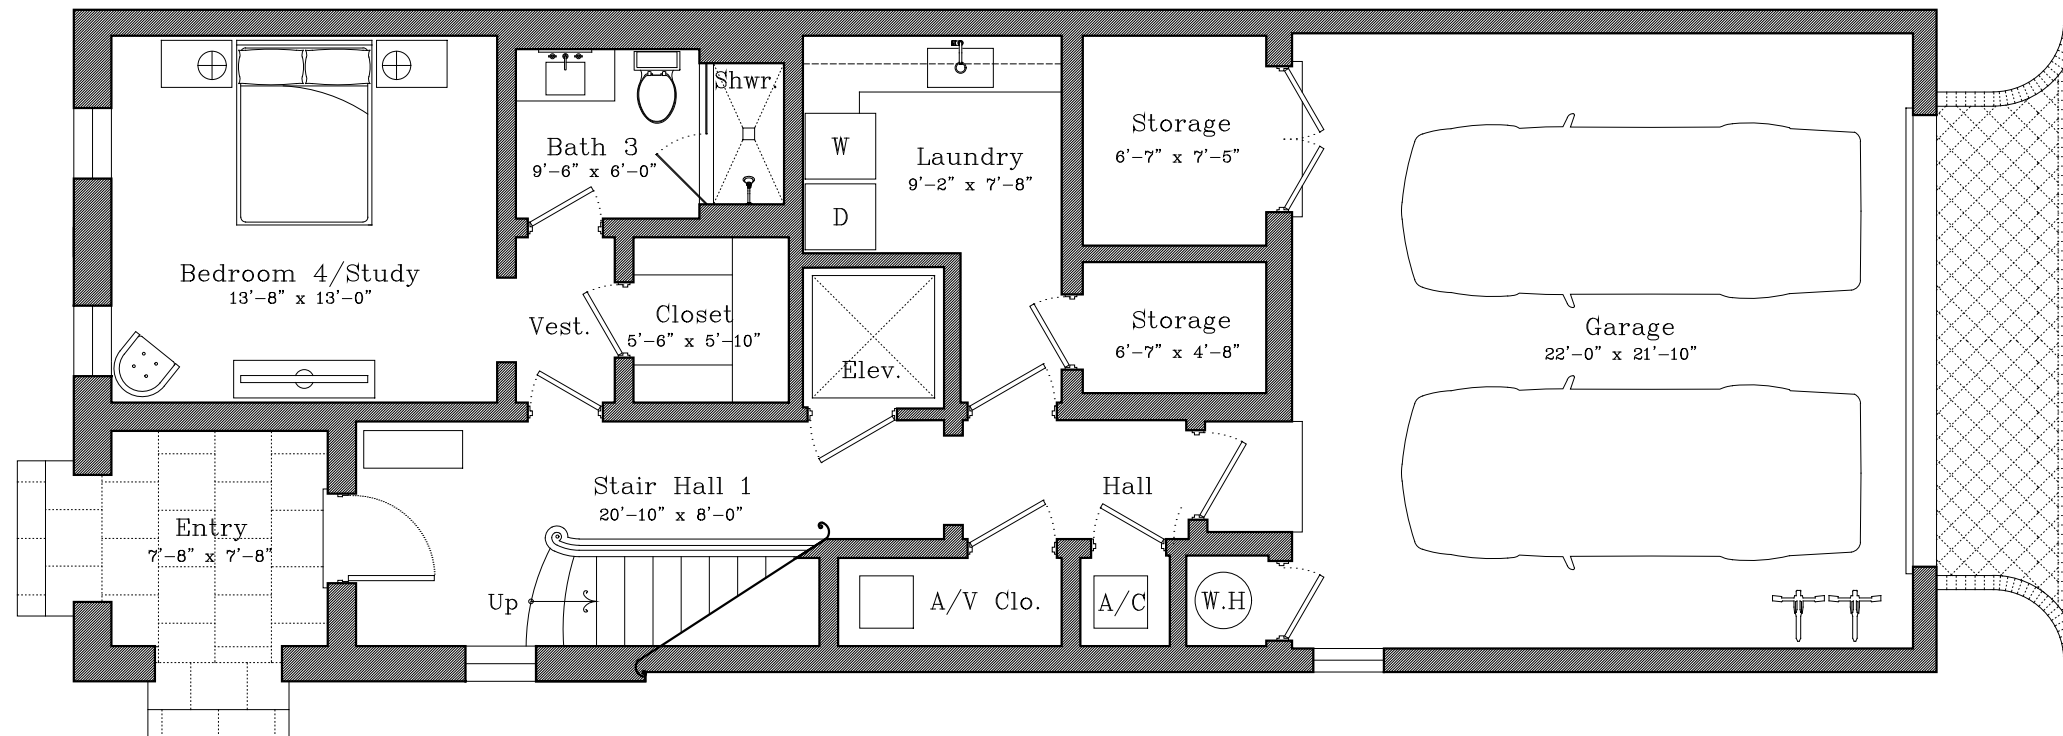 Shwr.
Storage
6'-7" x 7'-5"
Bath 3
9'-6" x 6'-0"
W
Laundry
9'-2" x 7'-8"
D
Bedroom 4/Study
13'-8" x 13'-0"
Vest.
Closet
5'-6" x 5'-10"
Storage
6'-7" x 4'-8"
Garage
22'-0" x 21'-10"
Elev.
Stair Hall 1
20'-10" x 8'-0"
Hall
Entry
7'-8" x 7'-8"
Up
A/V Clo.
A/C
W.H